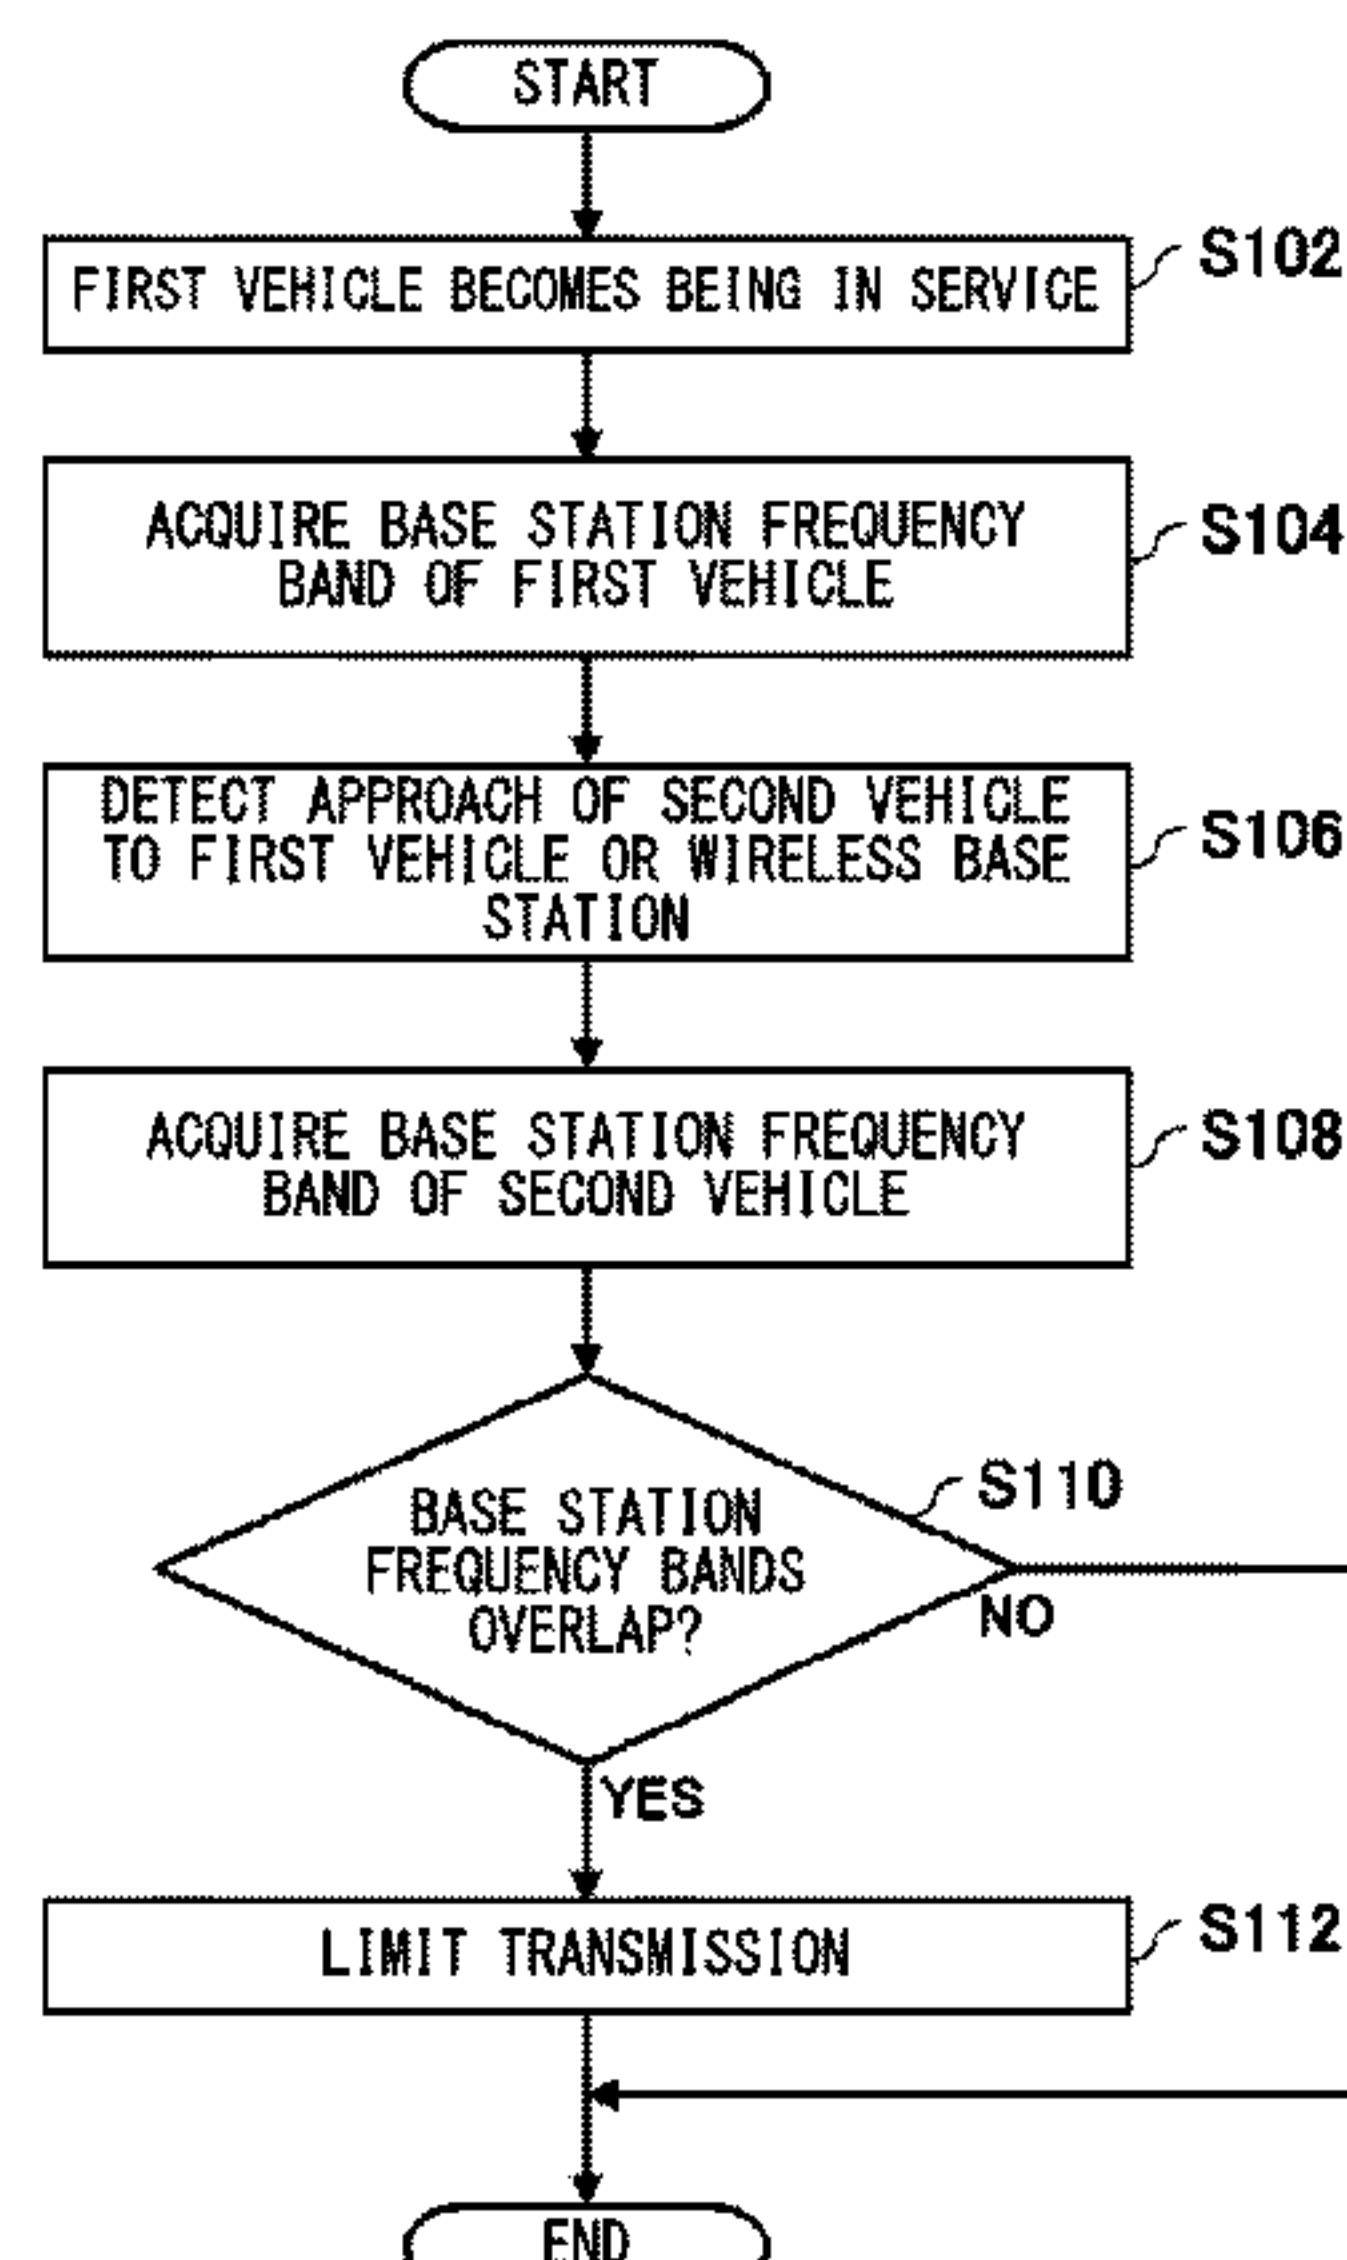 START
FIRST VEHICLE BECOMES BEING IN SERVICE
S102
ACQUIRE BASE STATION FREQUENCY
BAND OF FIRST VEHICLE
S104
DETECT APPROACH OF SECOND VEHICLE
TO FIRST VEHICLE OR WIRELESS BASE
STATION
S106
ACQUIRE BASE STATION FREQUENCY
BAND OF SECOND VEHICLE
S108
BASE STATION
FREQUENCY BANDS
OVERLAP?
S110
NO
YES
LIMIT TRANSMISSION
S112
END